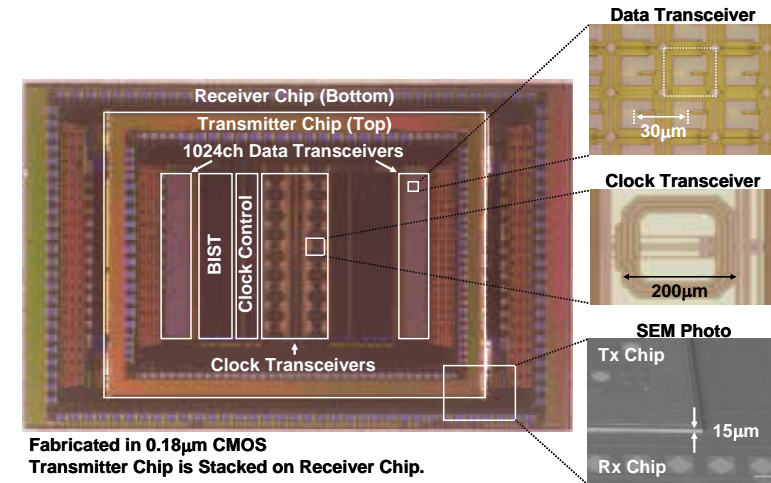 Data Transceiver
30μm
Receiver Chip (Bottom)
Transmitter Chip (Top)
1024ch Data Transceivers
BIST
Clock Control
Clock Transceivers
Clock Transceiver
200μm
SEM Photo
Tx Chip
15μm
Rx Chip
Fabricated in 0.18μm CMOS
Transmitter Chip is Stacked on Receiver Chip.